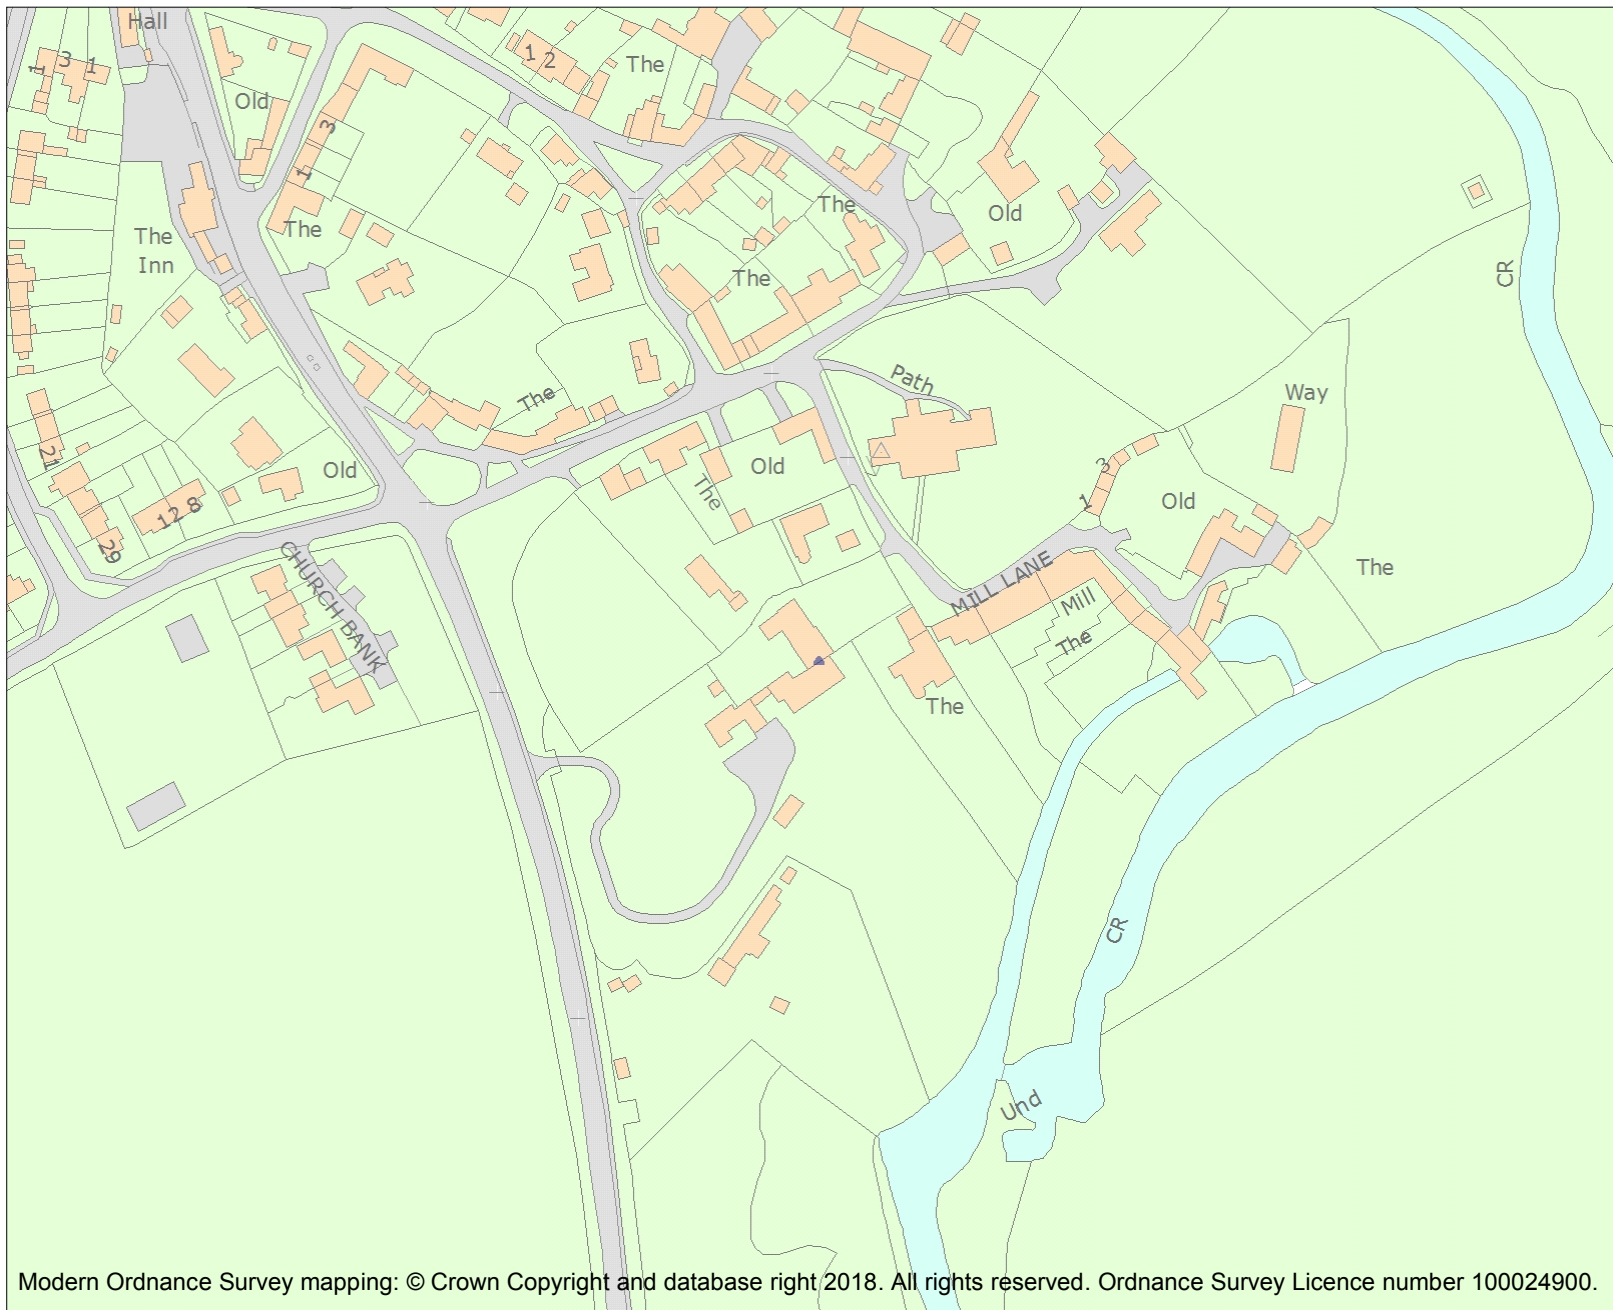 Hall
1 3 1
1 2
The
Old
3
1
The
Old
The
The
Inn
The
CR
Path
The
Way
21
Old
Old
The
3
1
Old
12 8
29
CHURCH BANK
MILL LANE
Mill
The
The
The
CR
Und
Modern Ordnance Survey mapping: © Crown Copyright and database right 2018. All rights reserved. Ordnance Survey Licence number 100024900.